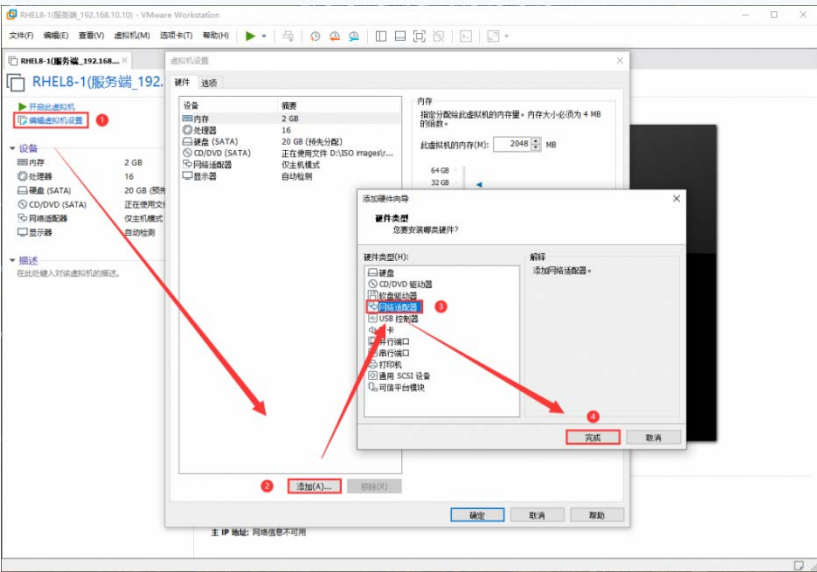 RHEL8-1(服务端_192.168.10.10) - VMware Workstation
文件(F) 编辑(E) 查看(V) 虚拟机(M) 选项卡(T) 帮助(H)
RHEL8-1(服务端_192.168...
RHEL8-1(服务端_192.
开启此虚拟机
编辑虚拟机设置
1
设备
内存 2 GB
处理器 16
硬盘 (SATA) 20 GB (预先
CD/DVD (SATA) 正在使用文
网络适配器 仅主机模式
显示器 自动检测
描述
在此处键入对该虚拟机的描述。
虚拟机设置
硬件 选项
设备 摘要
内存 2 GB
处理器 16
硬盘 (SATA) 20 GB (预先分配)
CD/DVD (SATA) 正在使用文件 D:\ISO images\r...
网络适配器 仅主机模式
显示器 自动检测
内存
指定分配给此虚拟机的内存量。内存大小必须为 4 MB
的倍数。
此虚拟机的内存(M): 2048 MB
64 GB
32 GB
添加硬件向导
硬件类型
您要安装哪类硬件?
硬件类型(H):
硬盘
CD/DVD 驱动器
软盘驱动器
网络适配器
3
USB 控制器
卡
并行端口
串行端口
打印机
通用 SCSI 设备
可信平台模块
解释
添加网络适配器。
4
完成 取消
2
添加(A)... 移除(R)
确定 取消 帮助
主 IP 地址: 网络信息不可用